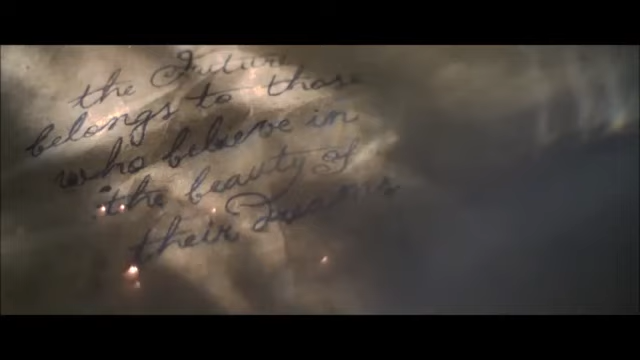 the Future
belongs to those
who believe in
the beauty of
their Dreams